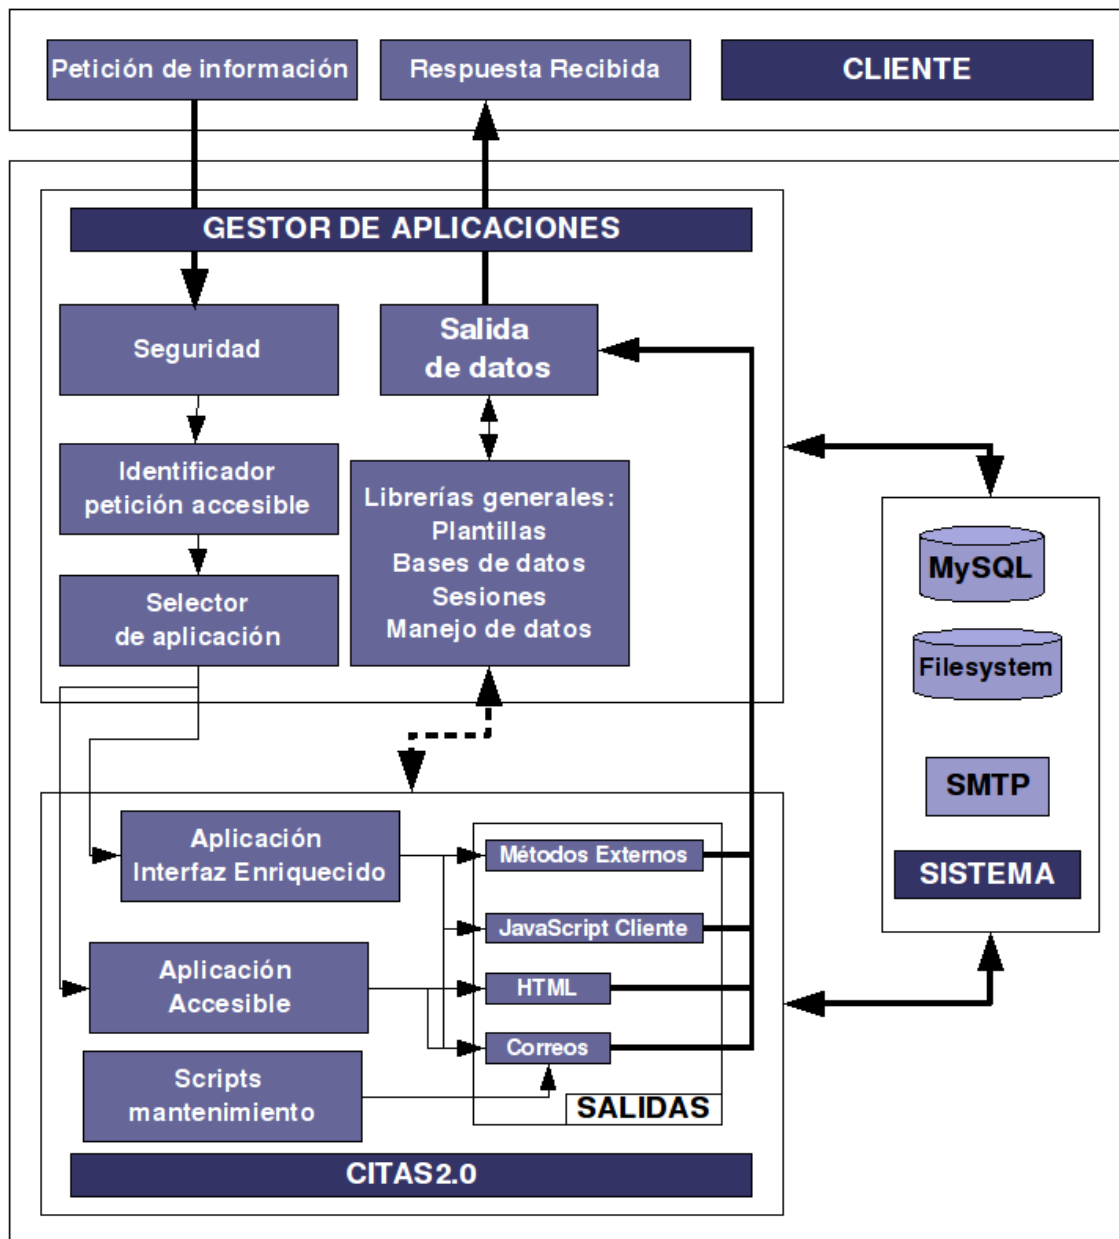 Petición de información
Respuesta Recibida
CLIENTE
GESTOR DE APLICACIONES
Seguridad
Salida
de datos
Identificador
petición accesible
Librerías generales:
Plantillas
Bases de datos
Sesiones
Manejo de datos
Selector
de aplicación
MySQL
Filesystem
SMTP
SISTEMA
Aplicación
Interfaz Enriquecido
Métodos Externos
JavaScript Cliente
Aplicación
Accesible
HTML
Correos
Scripts
mantenimiento
SALIDAS
CITAS2.0